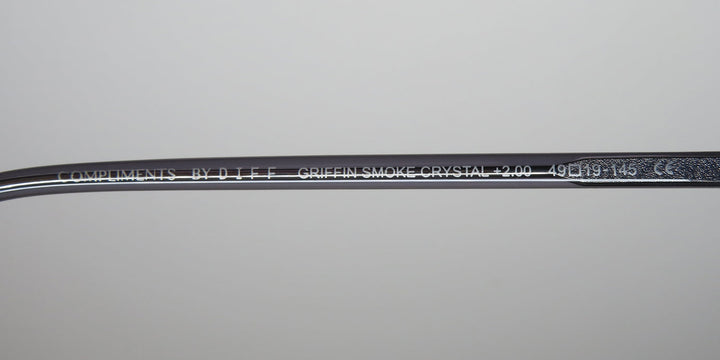 COMPLIMENTS BY DIFF GRIFFIN SMOKE CRYSTAL +2.00 49□19-145 CE